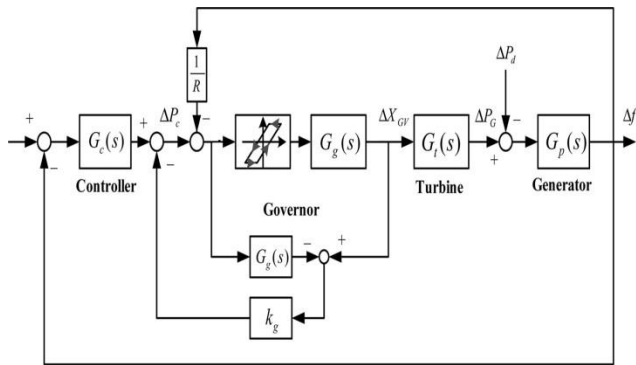 1
R
ΔP_d
+
−
G_c(s)
Controller
+
−
ΔP_c
−
G_g(s)
Governor
ΔX_GV
G_t(s)
Turbine
ΔP_G
+
−
G_p(s)
Generator
Δf
G_g(s)
−
+
k_g